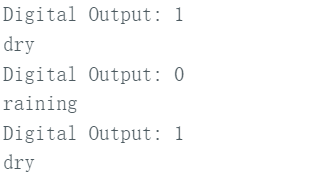 Digital Output: 1
dry
Digital Output: 0
raining
Digital Output: 1
dry